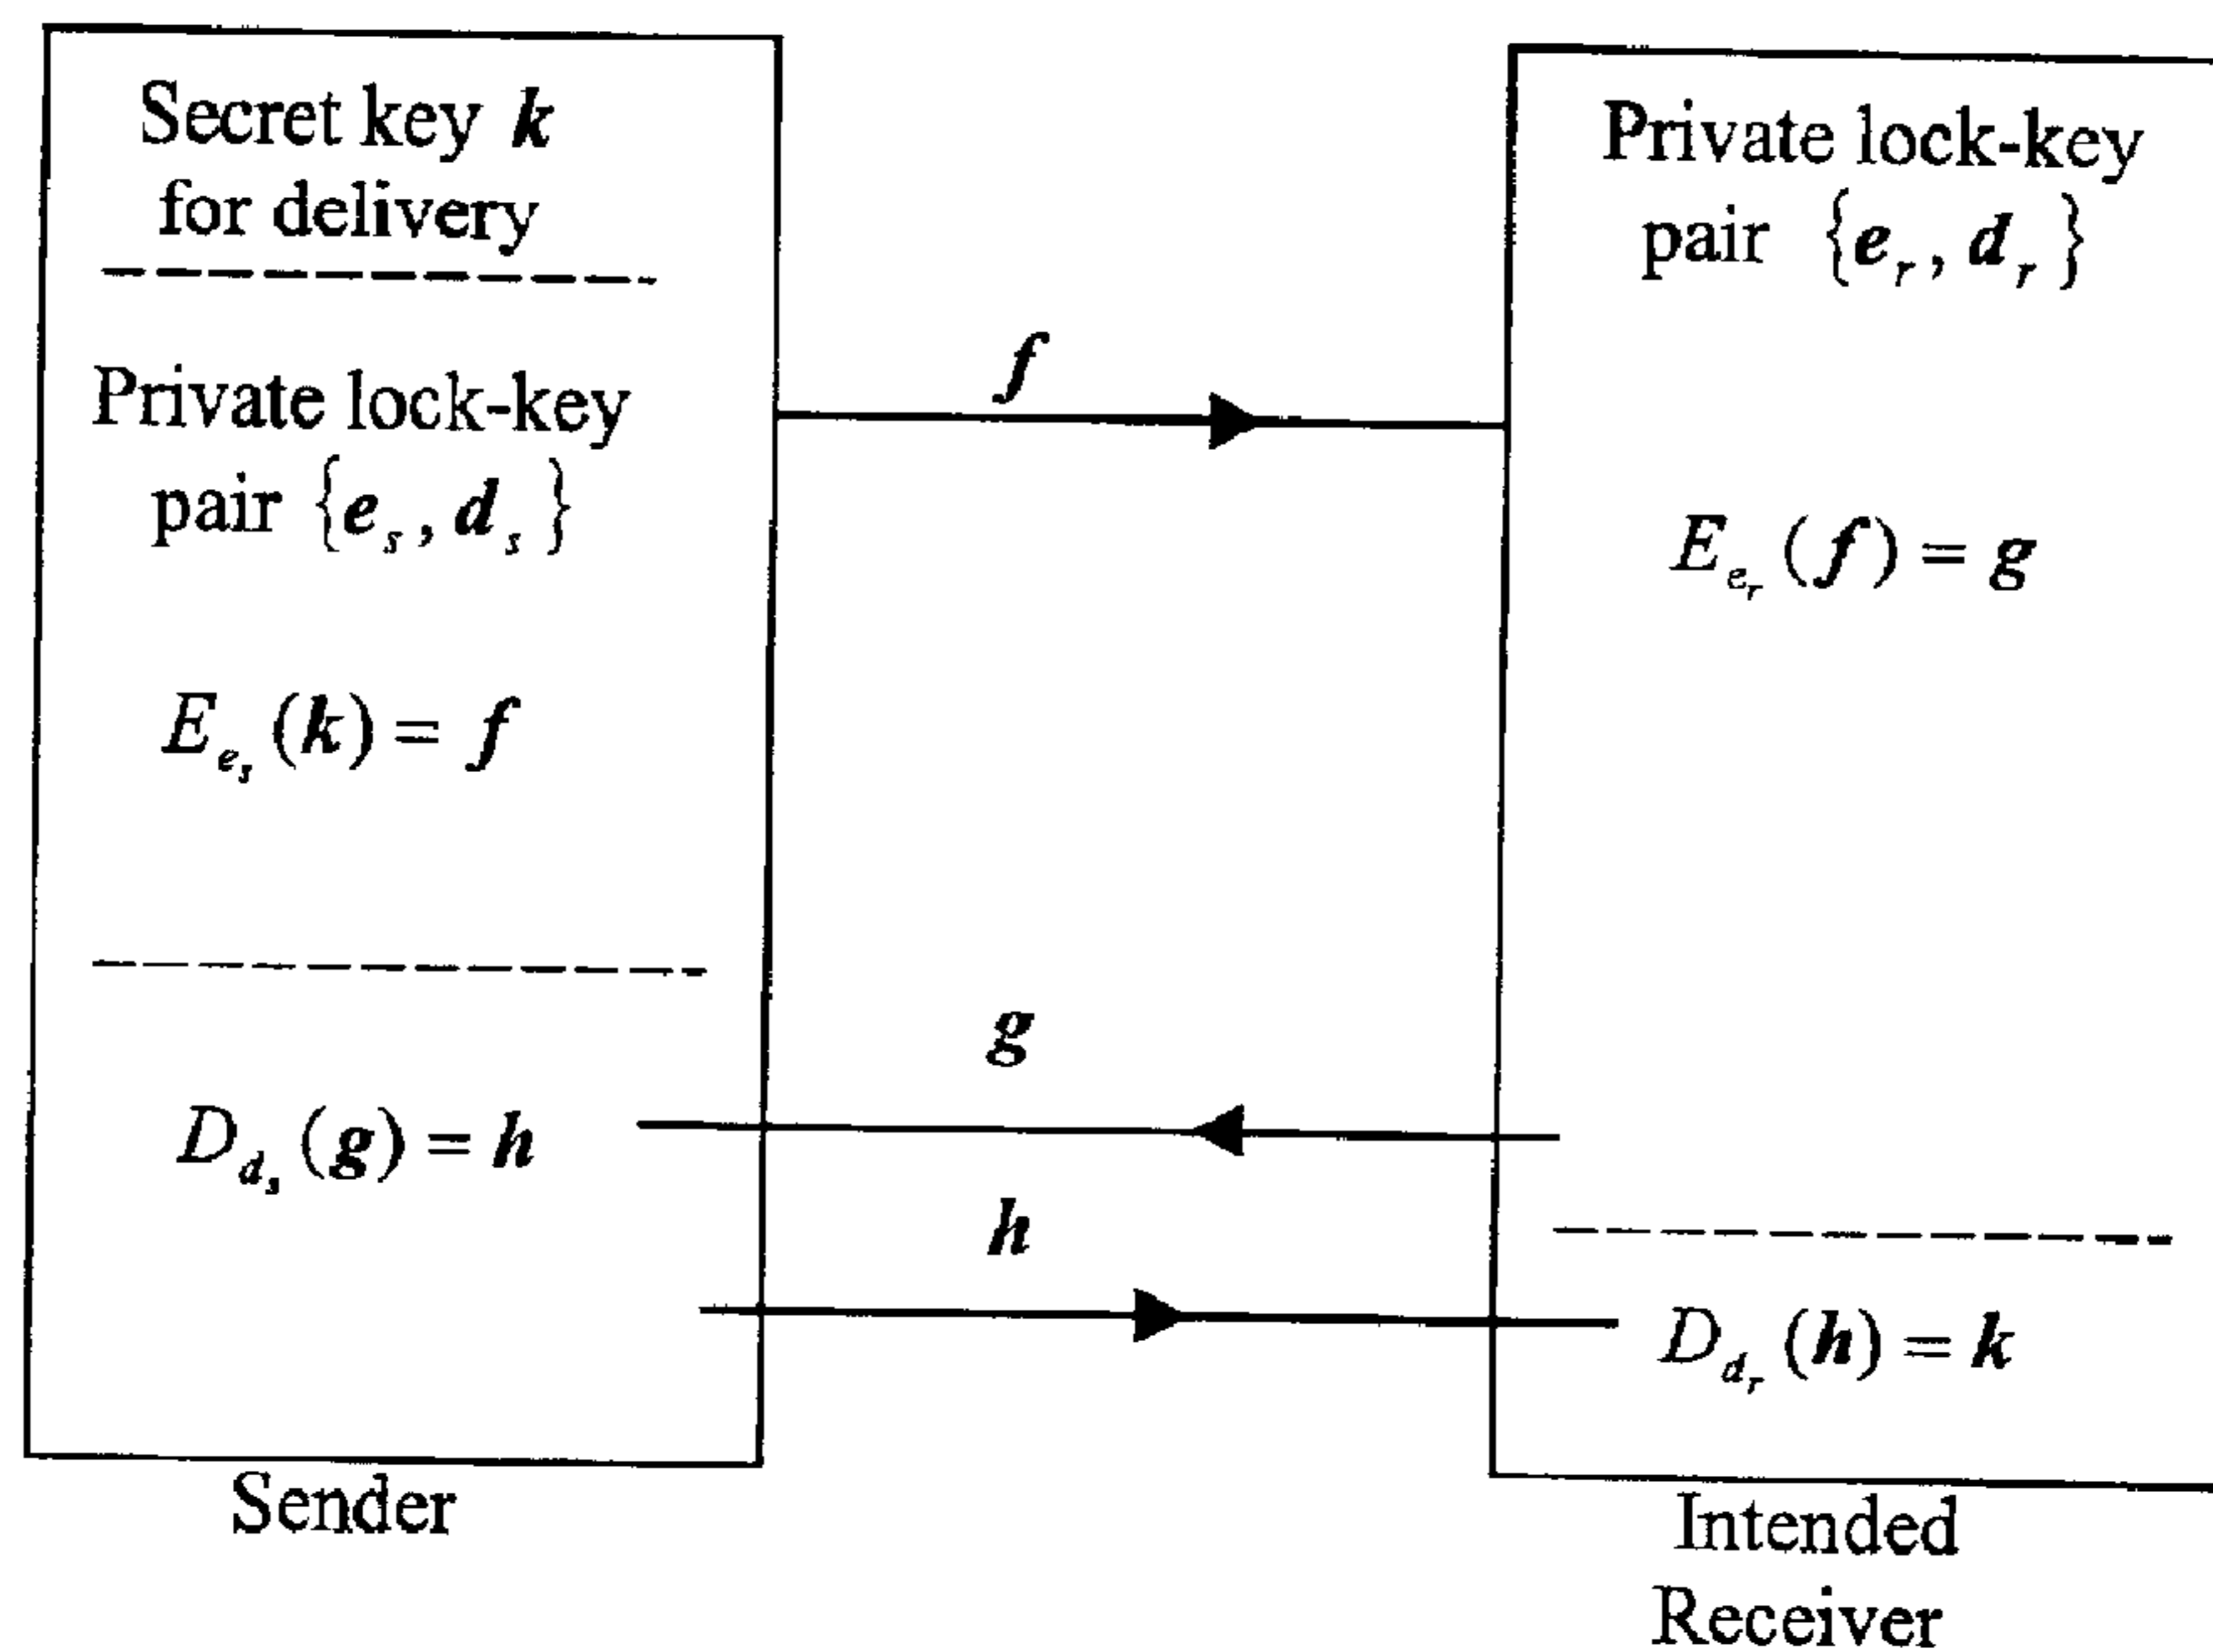 Secret key k
for delivery
Private lock-key
pair {e_s, d_s}
E_{e_s}(k) = f
D_{d_s}(g) = h
Sender
f
g
h
Private lock-key
pair {e_r, d_r}
E_{e_r}(f) = g
D_{d_r}(h) = k
Intended
Receiver